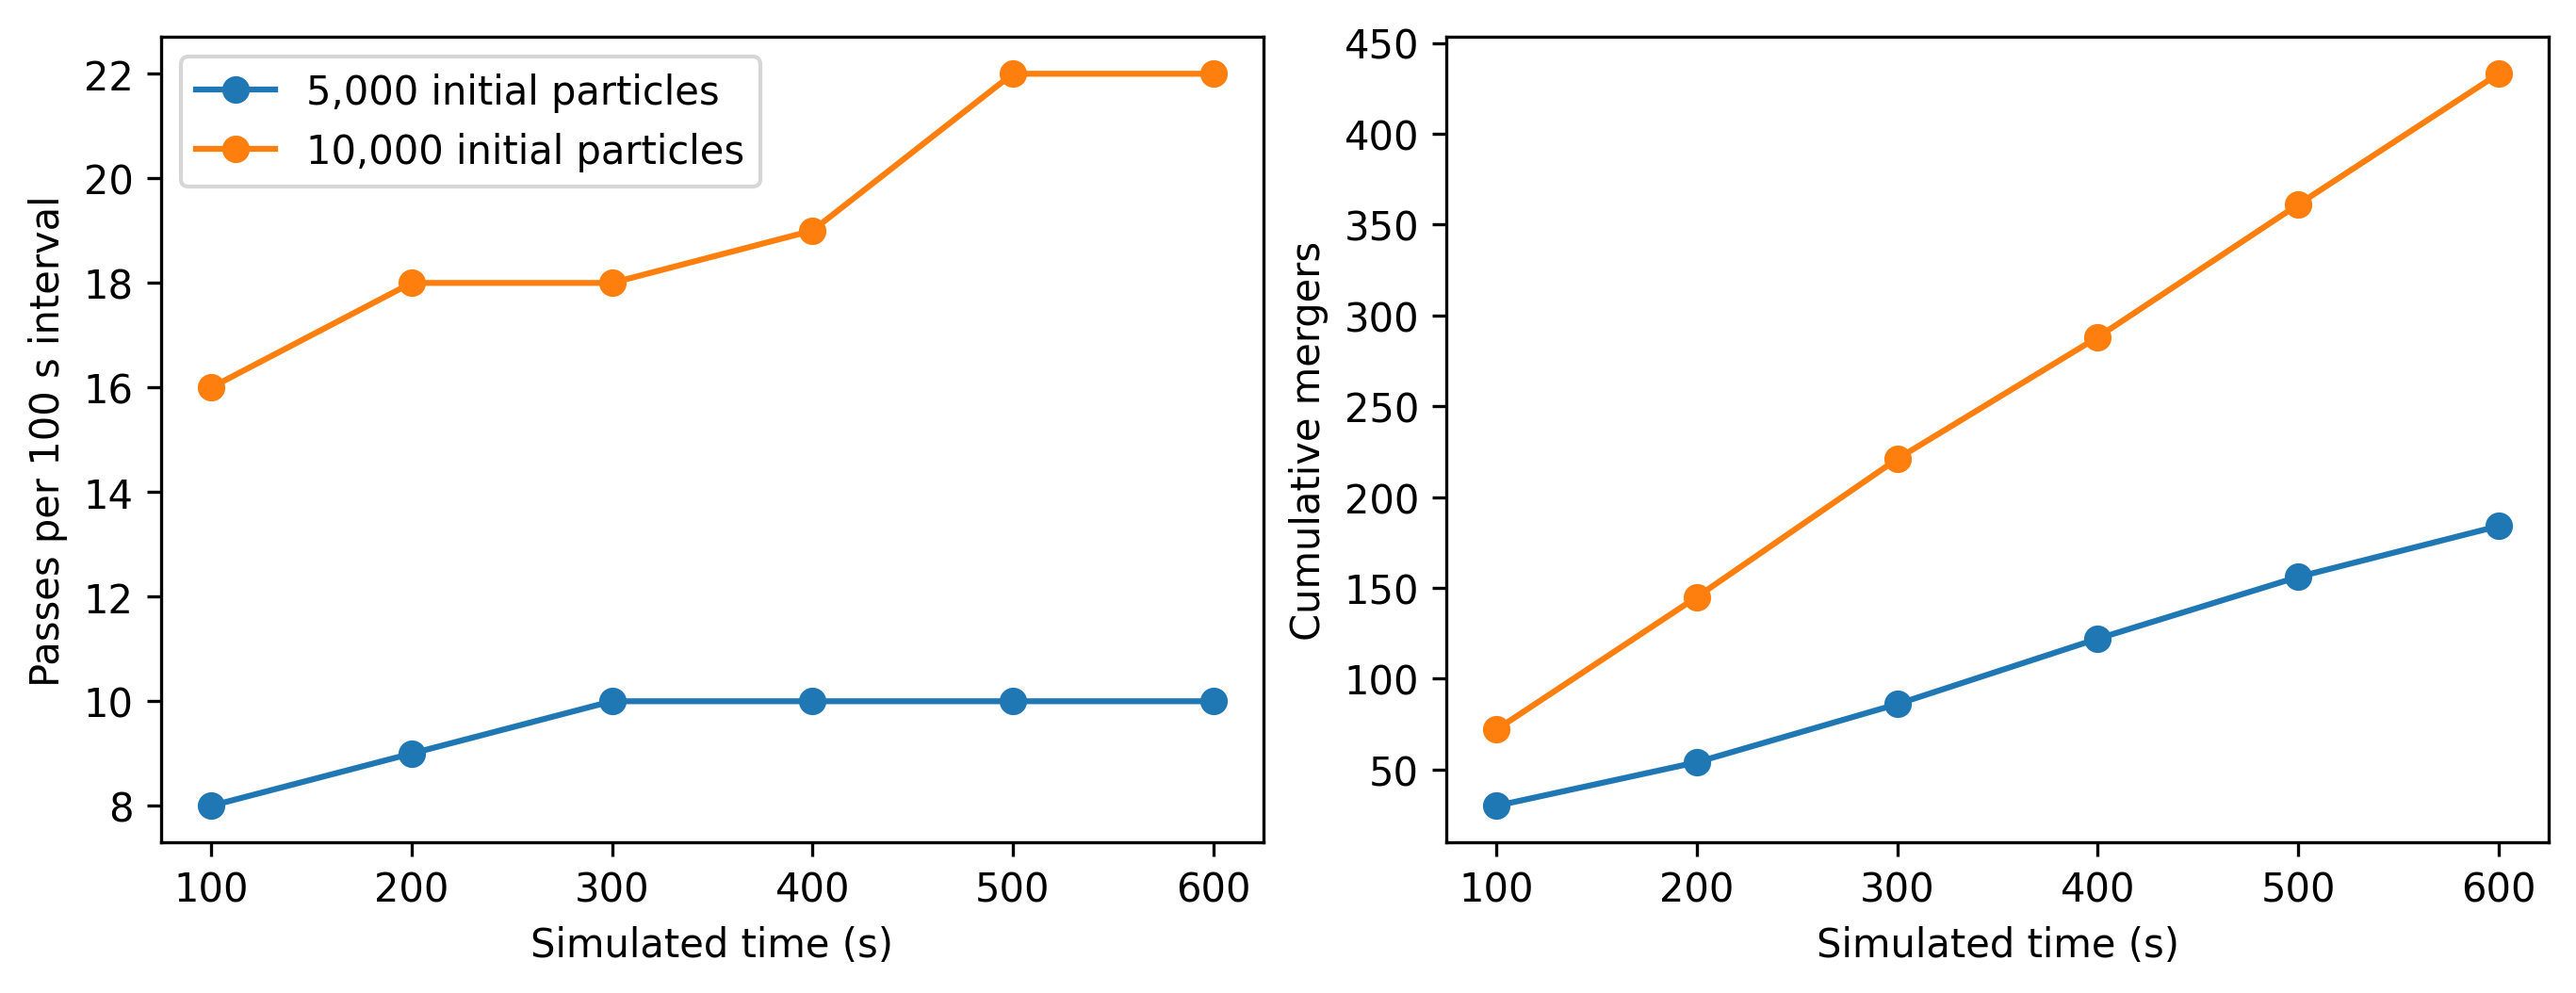 5,000 initial particles
10,000 initial particles
Passes per 100 s interval
22
20
18
16
14
12
10
8
100 200 300 400 500 600
Simulated time (s)
Cumulative mergers
450
400
350
300
250
200
150
100
50
100 200 300 400 500 600
Simulated time (s)